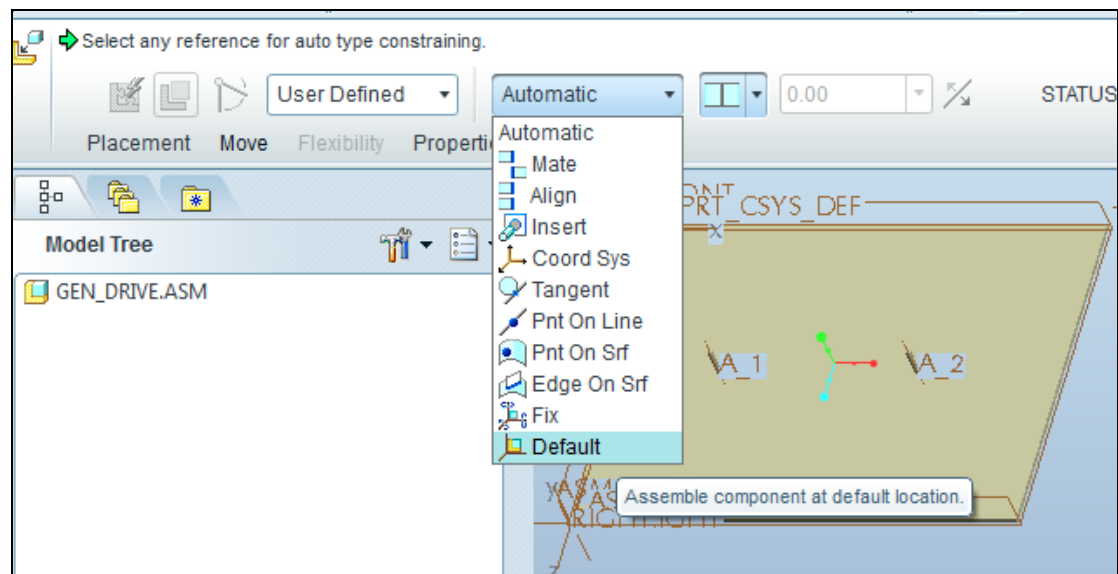 Select any reference for auto type constraining.
User Defined
Automatic
0.00
STATUS
Placement Move Flexibility Properti
Automatic
Mate
Align
Insert
Coord Sys
Tangent
Pnt On Line
Pnt On Srf
Edge On Srf
Fix
Default
Model Tree
GEN_DRIVE.ASM
PRT_CSYS_DEF
X
A_1
A_2
Assemble component at default location.